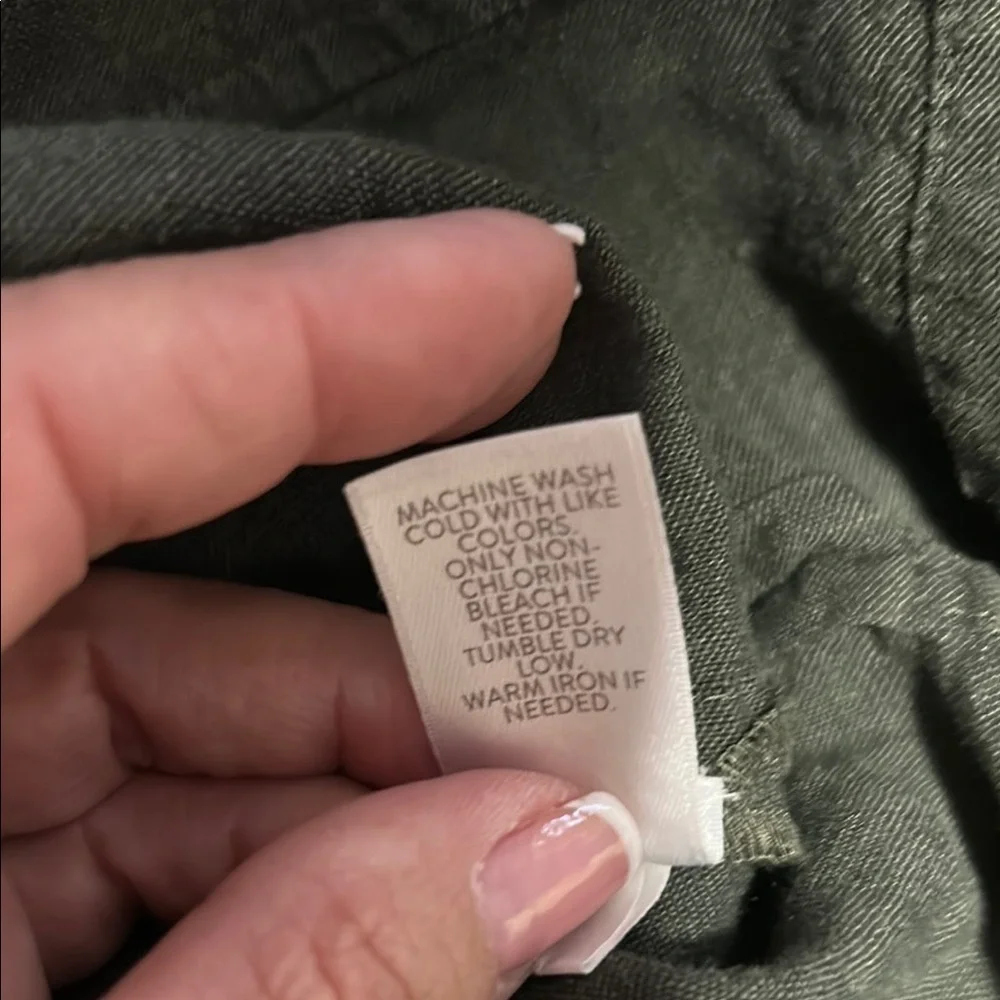 MACHINE WASH
COLD WITH LIKE
COLORS.
ONLY NON-
CHLORINE
BLEACH IF
NEEDED.
TUMBLE DRY
LOW.
WARM IRON IF
NEEDED.